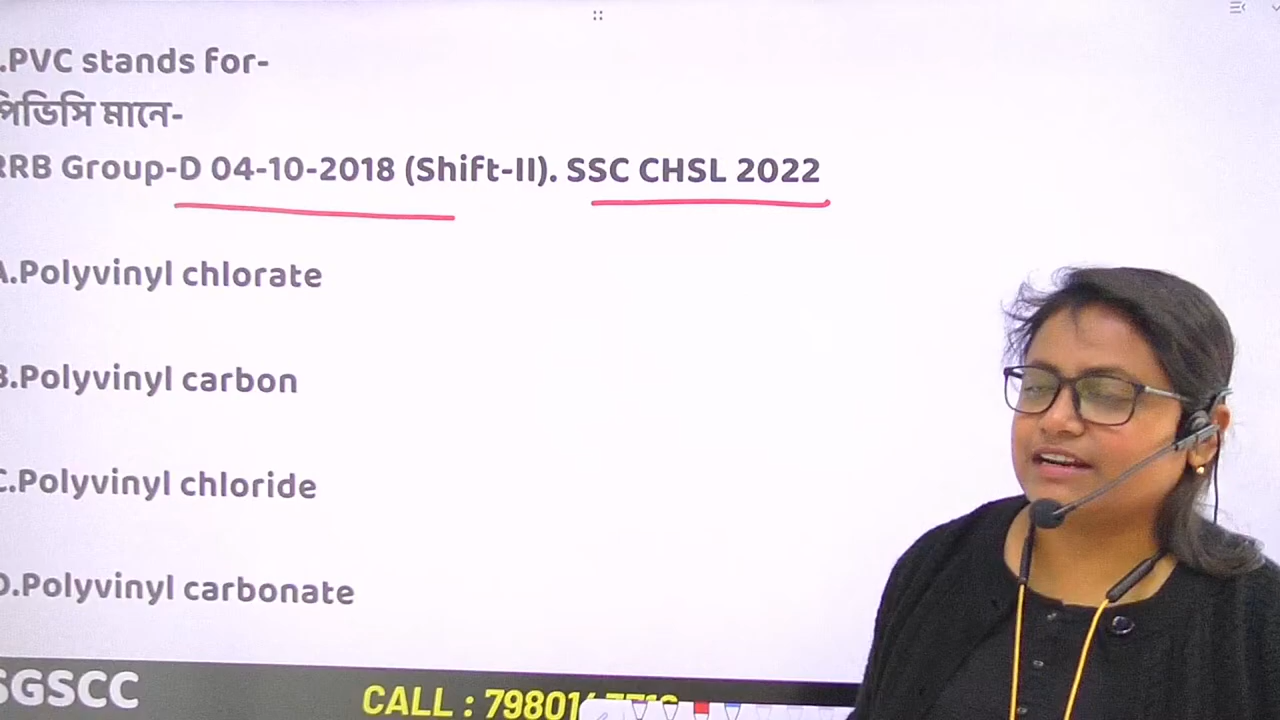 .PVC stands for-
পিভিসি মানে-
RRB Group-D 04-10-2018 (Shift-II). SSC CHSL 2022
A.Polyvinyl chlorate
B.Polyvinyl carbon
C.Polyvinyl chloride
D.Polyvinyl carbonate
SGSCC
CALL : 79801